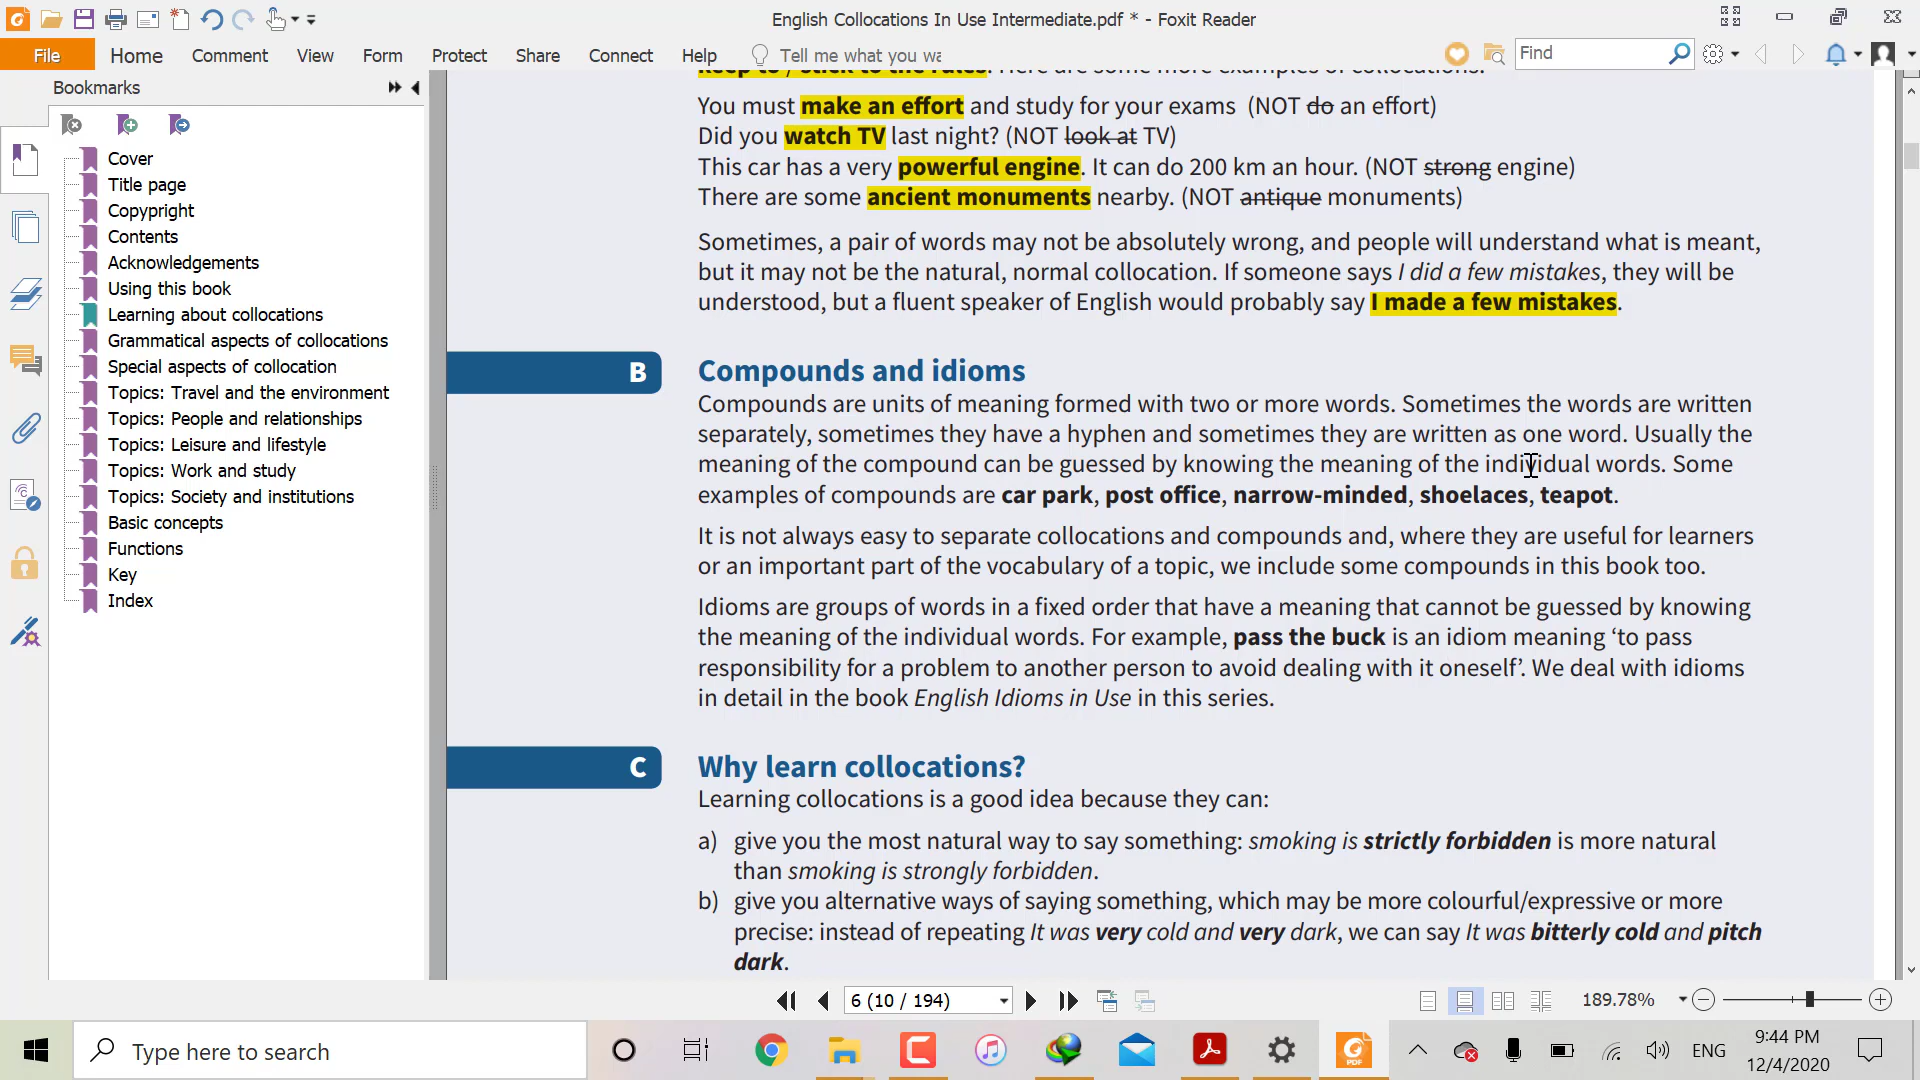 English Collocations In Use Intermediate.pdf * - Foxit Reader
File Home Comment View Form Protect Share Connect Help Tell me what you wa Find
Bookmarks
Cover
Title page
Copypright
Contents
Acknowledgements
Using this book
Learning about collocations
Grammatical aspects of collocations
Special aspects of collocation
Topics: Travel and the environment
Topics: People and relationships
Topics: Leisure and lifestyle
Topics: Work and study
Topics: Society and institutions
Basic concepts
Functions
Key
Index
keep to / stick to the rules. Here are some more examples of collocations.
You must make an effort and study for your exams (NOT do an effort)
Did you watch TV last night? (NOT look at TV)
This car has a very powerful engine. It can do 200 km an hour. (NOT strong engine)
There are some ancient monuments nearby. (NOT antique monuments)
Sometimes, a pair of words may not be absolutely wrong, and people will understand what is meant,
but it may not be the natural, normal collocation. If someone says I did a few mistakes, they will be
understood, but a fluent speaker of English would probably say I made a few mistakes.
B
Compounds and idioms
Compounds are units of meaning formed with two or more words. Sometimes the words are written
separately, sometimes they have a hyphen and sometimes they are written as one word. Usually the
meaning of the compound can be guessed by knowing the meaning of the individual words. Some
examples of compounds are car park, post office, narrow-minded, shoelaces, teapot.
It is not always easy to separate collocations and compounds and, where they are useful for learners
or an important part of the vocabulary of a topic, we include some compounds in this book too.
Idioms are groups of words in a fixed order that have a meaning that cannot be guessed by knowing
the meaning of the individual words. For example, pass the buck is an idiom meaning ‘to pass
responsibility for a problem to another person to avoid dealing with it oneself’. We deal with idioms
in detail in the book English Idioms in Use in this series.
C
Why learn collocations?
Learning collocations is a good idea because they can:
a) give you the most natural way to say something: smoking is strictly forbidden is more natural
than smoking is strongly forbidden.
b) give you alternative ways of saying something, which may be more colourful/expressive or more
precise: instead of repeating It was very cold and very dark, we can say It was bitterly cold and pitch
dark.
6 (10 / 194)
189.78%
Type here to search
ENG
9:44 PM
12/4/2020